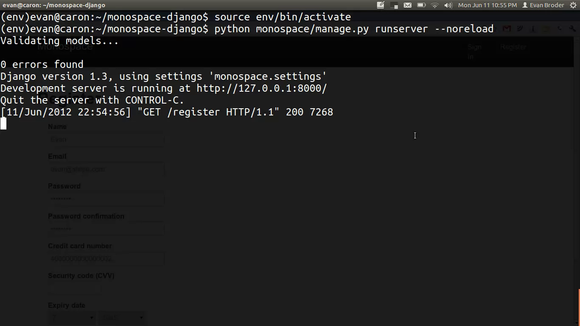 evan@caron: ~/monospace-django
Mon Jun 11 10:55 PM
Evan Broder
(env)evan@caron:~/monospace-django$ source env/bin/activate
(env)evan@caron:~/monospace-django$ python monospace/manage.py runserver --noreload
Validating models...
0 errors found
Django version 1.3, using settings 'monospace.settings'
Development server is running at http://127.0.0.1:8000/
Quit the server with CONTROL-C.
[11/Jun/2012 22:54:56] "GET /register HTTP/1.1" 200 7268
Name
Email
Password
Password confirmation
Credit card number
Security code (CVV)
Expiry date